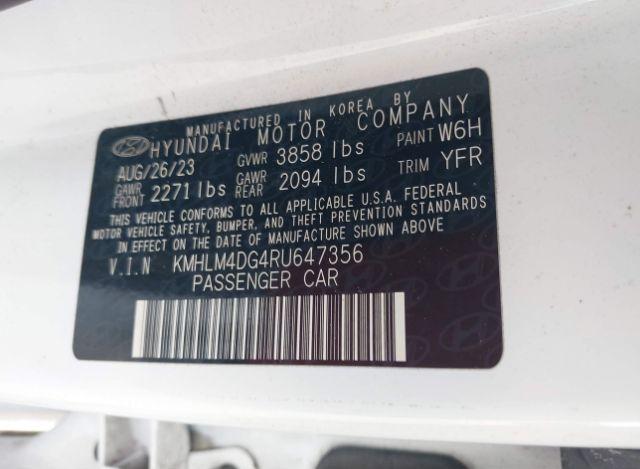 MANUFACTURED IN KOREA BY
HYUNDAI MOTOR COMPANY
AUG/26/23 GVWR 3858 lbs PAINT W6H
GAWR FRONT 2271 lbs GAWR REAR 2094 lbs TRIM YFR
THIS VEHICLE CONFORMS TO ALL APPLICABLE U.S.A. FEDERAL
MOTOR VEHICLE SAFETY, BUMPER, AND THEFT PREVENTION STANDARDS
IN EFFECT ON THE DATE OF MANUFACTURE SHOWN ABOVE
V.I.N KMHLM4DG4RU647356
PASSENGER CAR